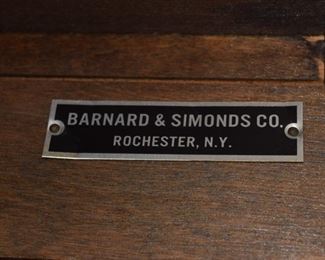 BARNARD & SIMONDS CO.
ROCHESTER, N.Y.